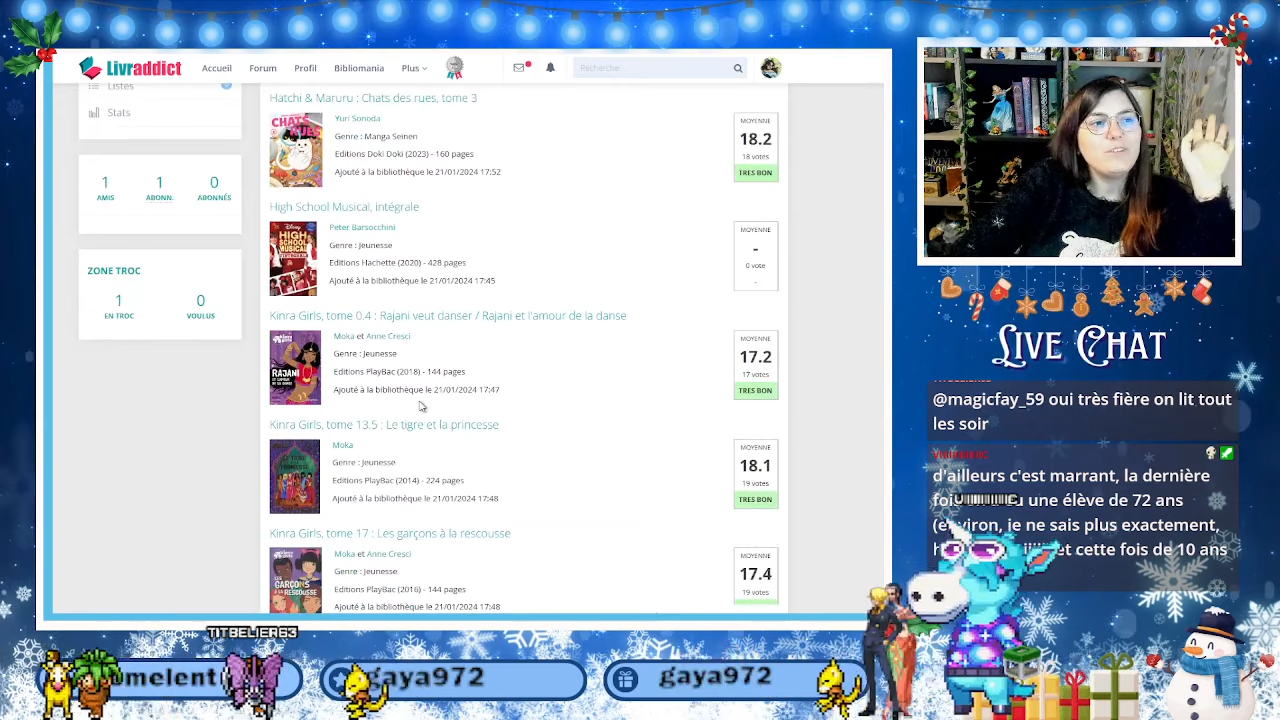 Livraddict
Accueil
Forum
Profil
Bibliomania
Plus
Recherche...
Listes
Stats
1
AMIS
1
ABONN.
0
ABONNÉS
ZONE TROC
1
EN TROC
0
VOULUS
Hatchi & Maruru : Chats des rues, tome 3
Yuri Sonoda
Genre : Manga Seinen
Editions Doki Doki (2023) - 160 pages
Ajouté à la bibliothèque le 21/01/2024 17:52
MOYENNE
18.2
18 votes
TRES BON
High School Musical, intégrale
HIGH SCHOOL MUSICAL
Peter Barsocchini
Genre : Jeunesse
Editions Hachette (2020) - 428 pages
Ajouté à la bibliothèque le 21/01/2024 17:45
MOYENNE
-
0 vote
-
Kinra Girls, tome 0.4 : Rajani veut danser / Rajani et l'amour de la danse
RAJANI
Moka et Anne Cresci
Genre : Jeunesse
Editions PlayBac (2018) - 144 pages
Ajouté à la bibliothèque le 21/01/2024 17:47
MOYENNE
17.2
17 votes
TRES BON
Kinra Girls, tome 13.5 : Le tigre et la princesse
Moka
Genre : Jeunesse
Editions PlayBac (2014) - 224 pages
Ajouté à la bibliothèque le 21/01/2024 17:48
MOYENNE
18.1
19 votes
TRES BON
Kinra Girls, tome 17 : Les garçons à la rescousse
LES GARÇONS À LA RESCOUSSE
Moka et Anne Cresci
Genre : Jeunesse
Editions PlayBac (2016) - 144 pages
Ajouté à la bibliothèque le 21/01/2024 17:48
MOYENNE
17.4
19 votes
LIVE CHAT
@magicfay_59 oui très fière on lit tout
les soir
d'ailleurs c'est marrant, la dernière
une élève de 72 ans
je ne sais plus exactement,
et cette fois de 10 ans
TITBELIER63
melent
gaya972
gaya972